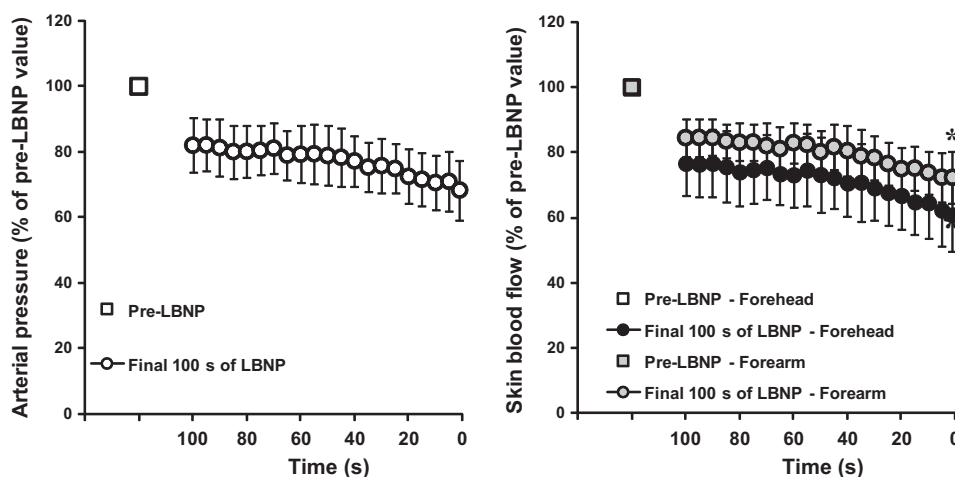 Arterial pressure (% of pre-LBNP value)
120
100
80
60
40
20
0
Pre-LBNP
Final 100 s of LBNP
100 80 60 40 20 0
Time (s)
Skin blood flow (% of pre-LBNP value)
120
100
80
60
40
20
0
*
*
Pre-LBNP - Forehead
Final 100 s of LBNP - Forehead
Pre-LBNP - Forearm
Final 100 s of LBNP - Forearm
100 80 60 40 20 0
Time (s)